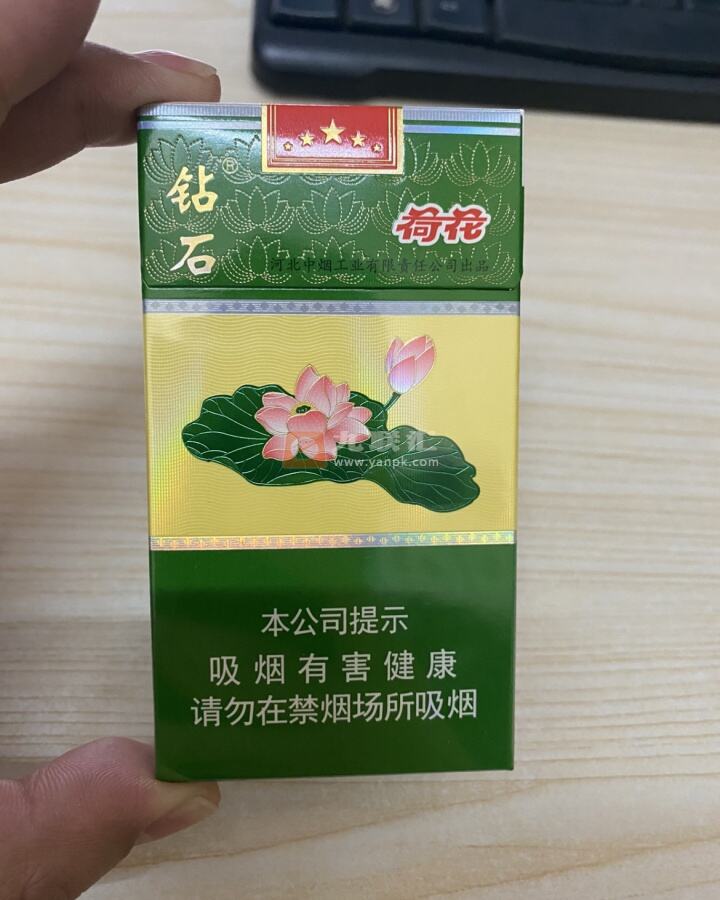 钻石®
荷花
河北中烟工业有限责任公司出品
www.yanpk.com
本公司提示
吸烟有害健康
请勿在禁烟场所吸烟